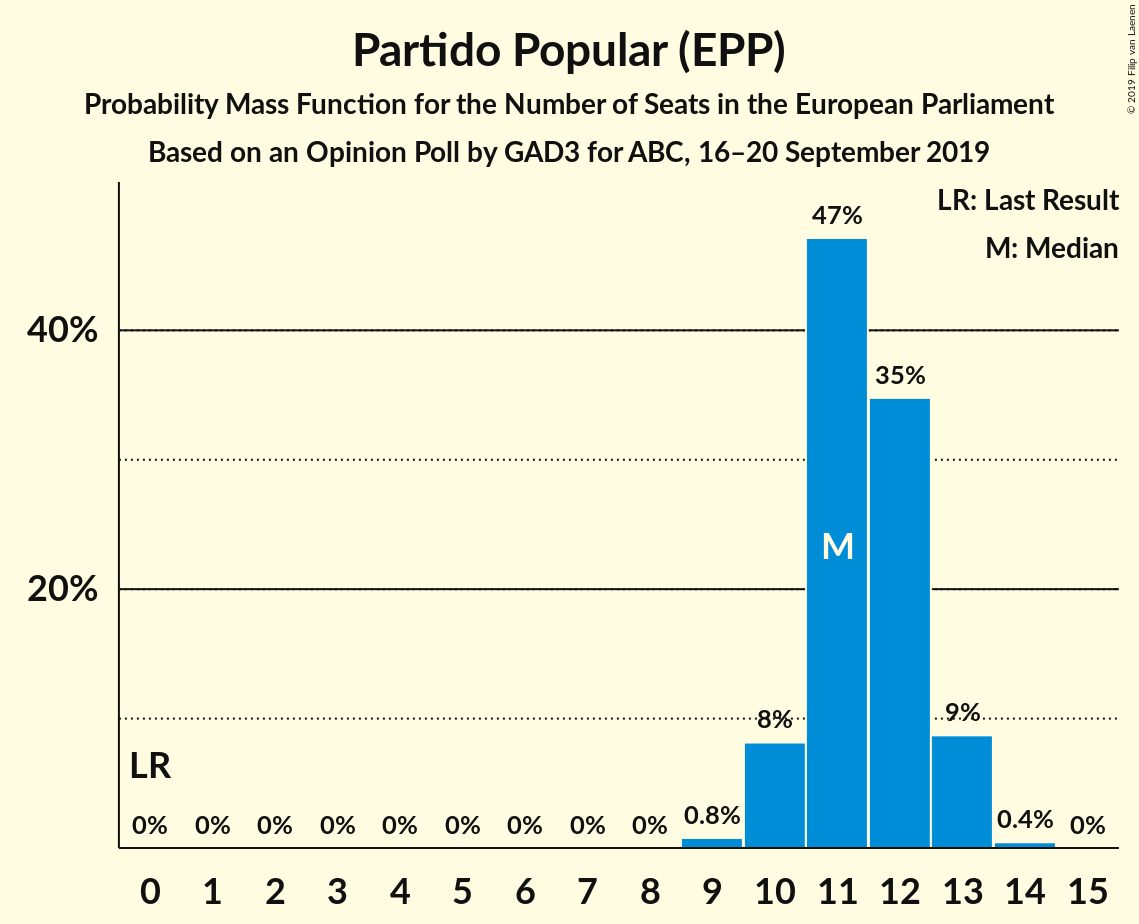 Partido Popular (EPP)
Probability Mass Function for the Number of Seats in the European Parliament
Based on an Opinion Poll by GAD3 for ABC, 16–20 September 2019
© 2019 Filip van Laenen
LR: Last Result
M: Median
40%
20%
LR
0%
0%
0%
0%
0%
0%
0%
0%
0%
0.8%
8%
47%
M
35%
9%
0.4%
0%
0 1 2 3 4 5 6 7 8 9 10 11 12 13 14 15